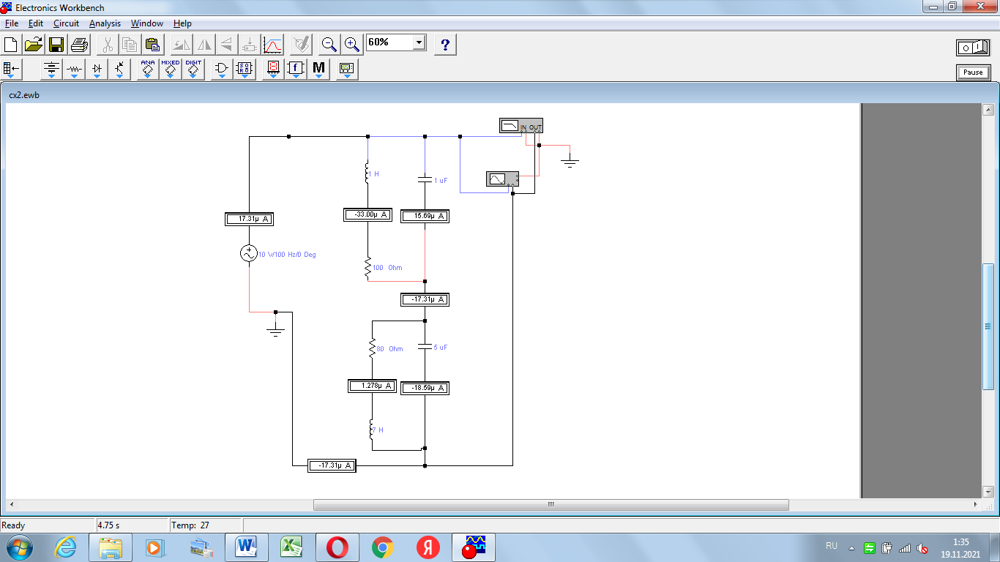 Electronics Workbench
File Edit Circuit Analysis Window Help
60%
?
ANA MIXED DIGIT
f M
Pause
cx2.ewb
IN OUT
1 H
1 uF
17.31µ A
-33.00µ A
15.69µ A
10 V/100 Hz/0 Deg
100 Ohm
-17.31µ A
80 Ohm
5 uF
1.278µ A
-18.59µ A
7 H
-17.31µ A
Ready
4.75 s
Temp: 27
RU
1:35
19.11.2021